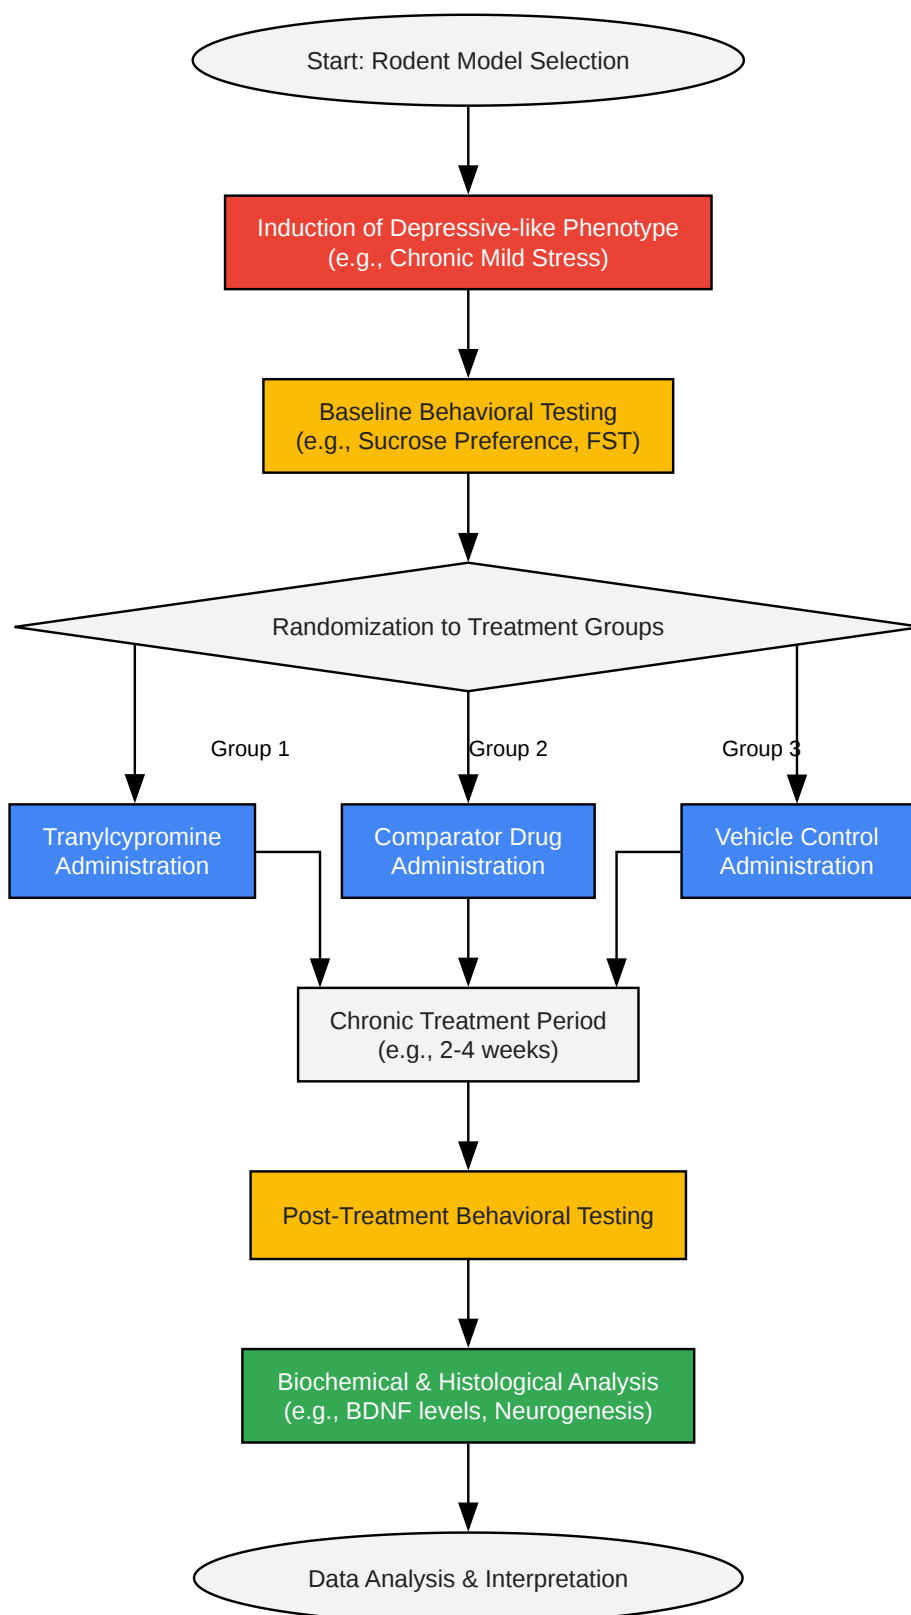 Start: Rodent Model Selection
Induction of Depressive-like Phenotype
(e.g., Chronic Mild Stress)
Baseline Behavioral Testing
(e.g., Sucrose Preference, FST)
Randomization to Treatment Groups
Group 1
Group 2
Group 3
Tranylcypromine
Administration
Comparator Drug
Administration
Vehicle Control
Administration
Chronic Treatment Period
(e.g., 2-4 weeks)
Post-Treatment Behavioral Testing
Biochemical & Histological Analysis
(e.g., BDNF levels, Neurogenesis)
Data Analysis & Interpretation